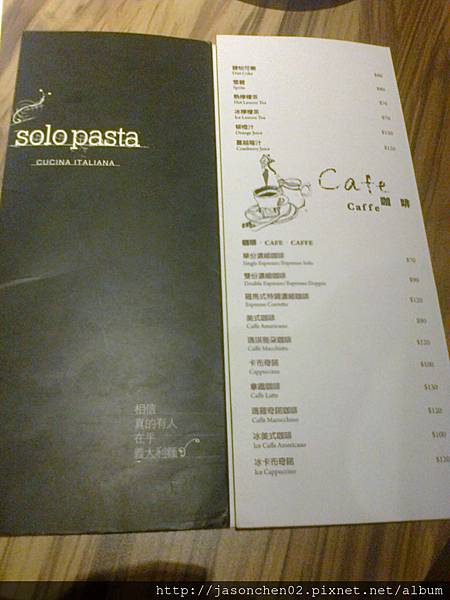 solo pasta
CUCINA ITALIANA
相信
真的有人
在乎
義大利麵
健怡可樂
Diet Coke $80
雪碧
Sprite $80
熱檸檬茶
Hot Lemon Tea $70
冰檸檬茶
Ice Lemon Tea $70
柳橙汁
Orange Juice $120
蔓越莓汁
Cranberry Juice $120
Cafe
Caffe 咖啡
咖啡 · CAFE · CAFFE
單份濃縮咖啡 $70
Single Espresso/Espresso Solo
雙份濃縮咖啡 $90
Double Espresso/Espresso Doppio
羅馬式特調濃縮咖啡 $120
Espresso Corretto
美式咖啡 $90
Caffe Americano
瑪琪雅朵咖啡 $120
Caffe Macchiato
卡布奇諾 $100
Cappuccino
拿鐵咖啡 $130
Caffe Latte
瑪羅奇諾咖啡 $120
Caffe Marocchino
冰美式咖啡 $100
Ice Caffe Americano
冰卡布奇諾 $120
Ice Cappuccino
http://jasonchen02.pixnet.net/album